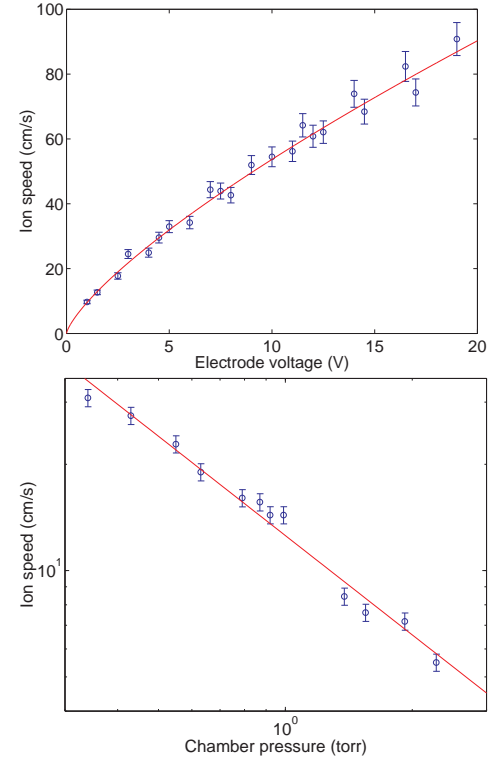 100
80
60
40
20
0
Ion speed (cm/s)
0 5 10 15 20
Electrode voltage (V)
Ion speed (cm/s)
10¹
10⁰
Chamber pressure (torr)